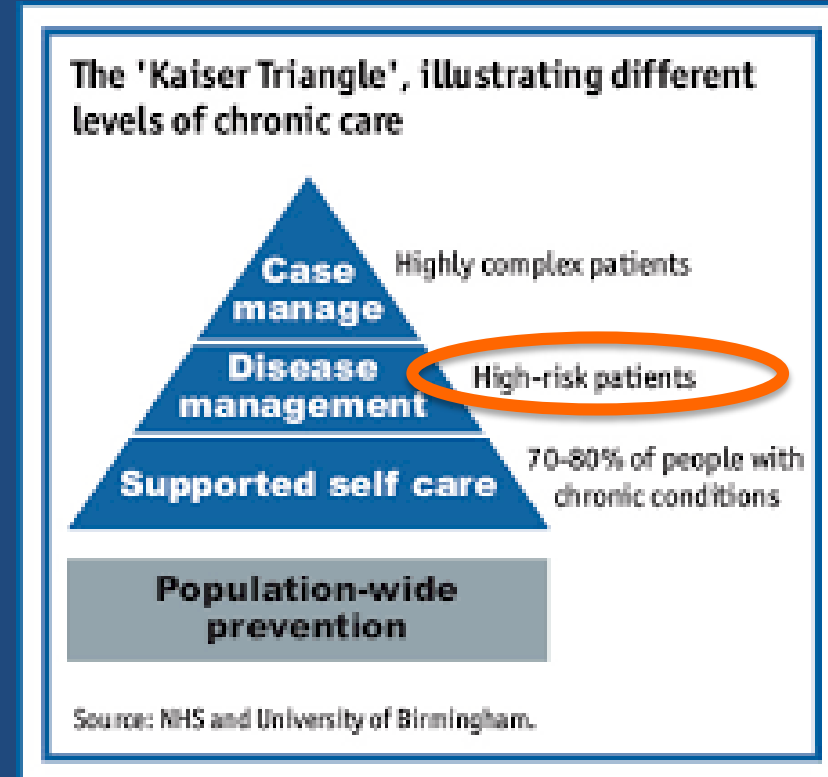 The 'Kaiser Triangle', illustrating different
levels of chronic care
Case
manage
Highly complex patients
Disease
management
High-risk patients
Supported self care
70-80% of people with
chronic conditions
Population-wide
prevention
Source: NHS and University of Birmingham.